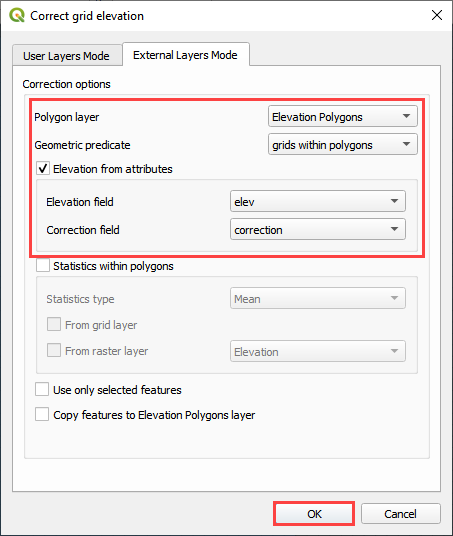 Correct grid elevation
User Layers Mode External Layers Mode
Correction options
Polygon layer Elevation Polygons
Geometric predicate grids within polygons
Elevation from attributes
Elevation field elev
Correction field correction
Statistics within polygons
Statistics type Mean
From grid layer
From raster layer Elevation
Use only selected features
Copy features to Elevation Polygons layer
OK Cancel